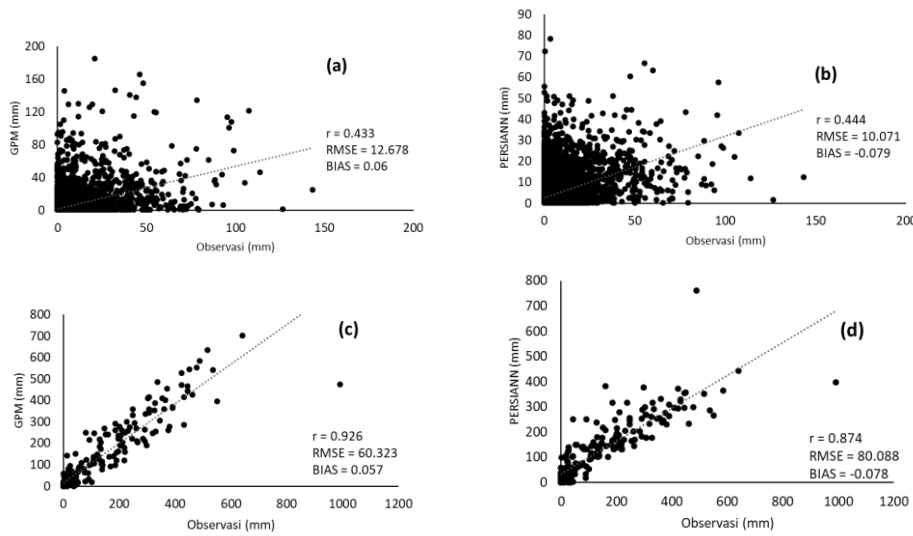 (a)
GPM (mm)
200
160
120
80
40
0
r = 0.433
RMSE = 12.678
BIAS = 0.06
0 50 100 150 200
Observasi (mm)
(b)
PERSIANN (mm)
90
80
70
60
50
40
30
20
10
0
r = 0.444
RMSE = 10.071
BIAS = -0.079
0 50 100 150 200
Observasi (mm)
(c)
GPM (mm)
800
700
600
500
400
300
200
100
0
r = 0.926
RMSE = 60.323
BIAS = 0.057
0 200 400 600 800 1000 1200
Observasi (mm)
(d)
PERSIANN (mm)
800
700
600
500
400
300
200
100
0
r = 0.874
RMSE = 80.088
BIAS = -0.078
0 200 400 600 800 1000 1200
Observasi (mm)